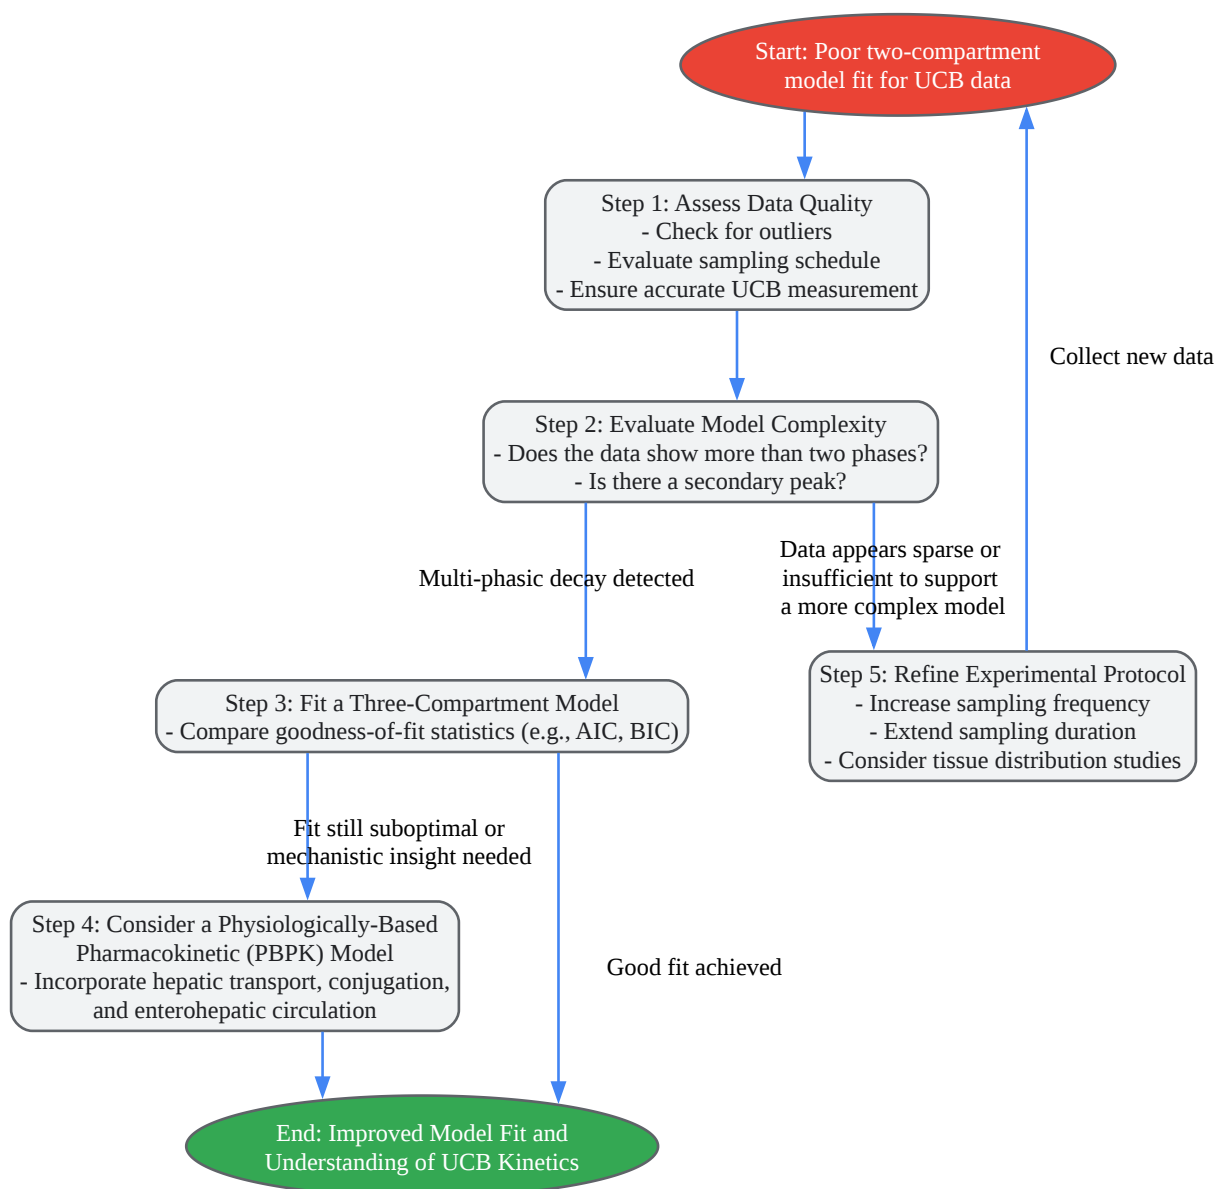 Start: Poor two-compartment
model fit for UCB data
Step 1: Assess Data Quality
- Check for outliers
- Evaluate sampling schedule
- Ensure accurate UCB measurement
Collect new data
Step 2: Evaluate Model Complexity
- Does the data show more than two phases?
- Is there a secondary peak?
Multi-phasic decay detected
Data appears sparse or
insufficient to support
a more complex model
Step 3: Fit a Three-Compartment Model
- Compare goodness-of-fit statistics (e.g., AIC, BIC)
Step 5: Refine Experimental Protocol
- Increase sampling frequency
- Extend sampling duration
- Consider tissue distribution studies
Fit still suboptimal or
mechanistic insight needed
Step 4: Consider a Physiologically-Based
Pharmacokinetic (PBPK) Model
- Incorporate hepatic transport, conjugation,
and enterohepatic circulation
Good fit achieved
End: Improved Model Fit and
Understanding of UCB Kinetics